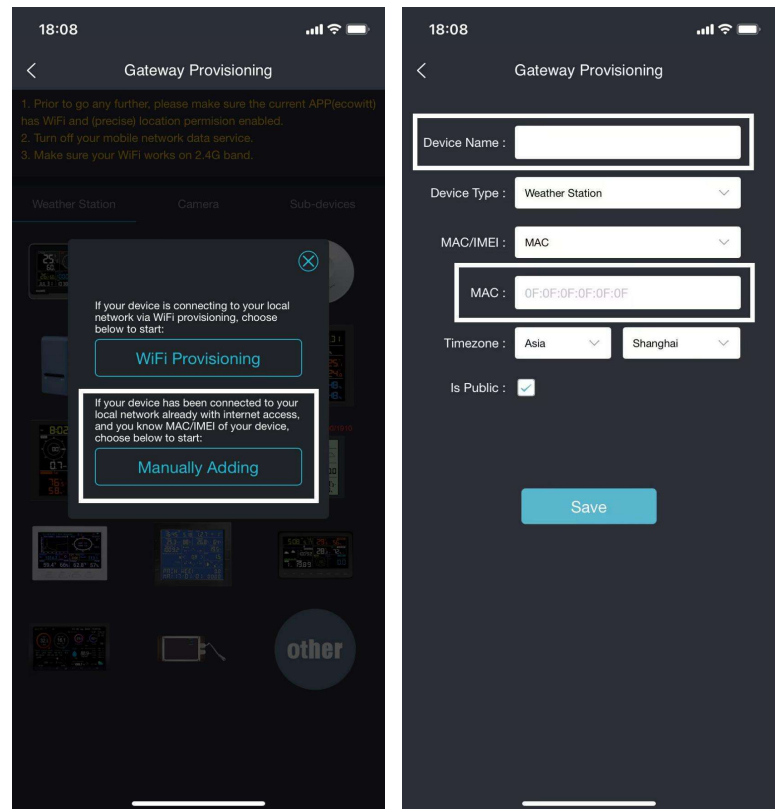 18:08
Gateway Provisioning
1. Prior to go any further, please make sure the current APP(ecowitt)
has WiFi and (precise) location permision enabled.
2. Turn off your mobile network data service.
3. Make sure your WiFi works on 2.4G band.
Weather Station
Camera
Sub-devices
If your device is connecting to your local
network via WiFi provisioning, choose
below to start:
WiFi Provisioning
If your device has been connected to your
local network already with internet access,
and you know MAC/IMEI of your device,
choose below to start:
Manually Adding
other
18:08
Gateway Provisioning
Device Name :
Device Type : Weather Station
MAC/IMEI : MAC
MAC : 0F:0F:0F:0F:0F:0F
Timezone : Asia Shanghai
Is Public :
Save